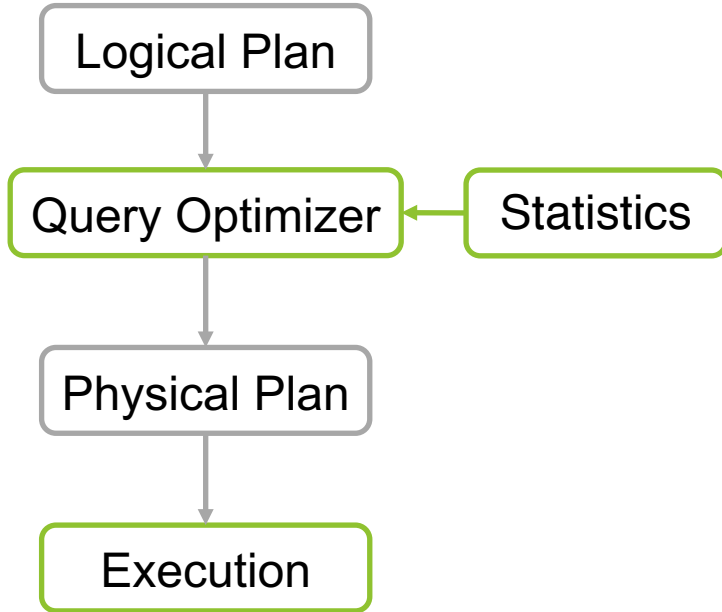 Logical Plan
Query Optimizer
Statistics
Physical Plan
Execution